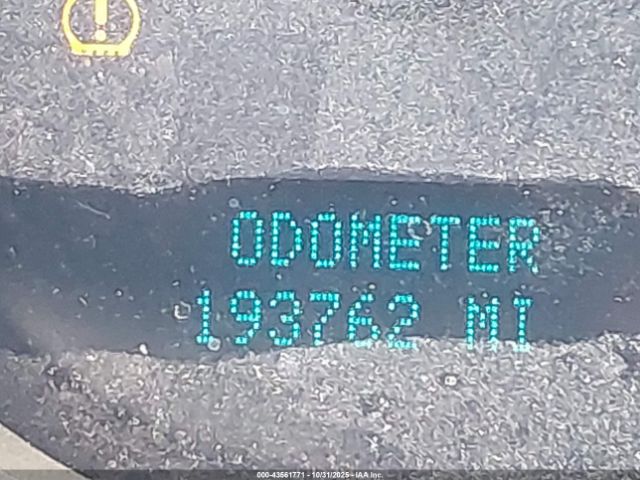 ODOMETER
193762 MI
000-43561771 - 10/31/2025 - IAA Inc.